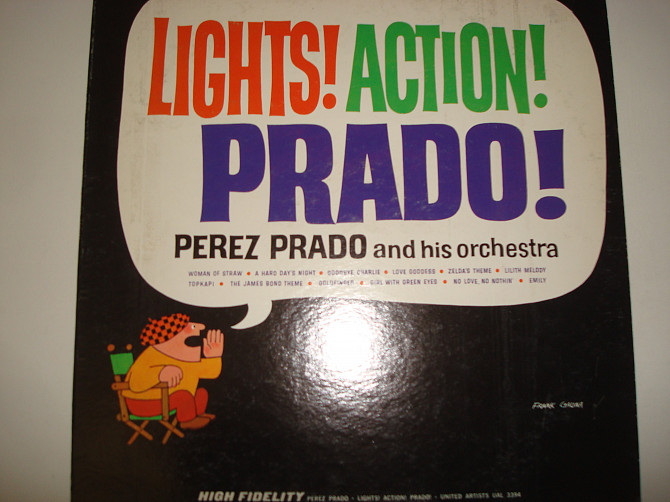 LIGHTS! ACTION!
PRADO!
PEREZ PRADO and his orchestra
WOMAN OF STRAW • A HARD DAY'S NIGHT • GOODBYE CHARLIE • LOVE GODDESS • ZELDA'S THEME • LILITH MELODY
TOPKAPI • THE JAMES BOND THEME • GOLDFINGER • GIRL WITH GREEN EYES • NO LOVE, NO NOTHIN' • EMILY
FRANK
HIGH FIDELITY PEREZ PRADO - LIGHTS! ACTION! PRADO! - UNITED ARTISTS UAL 3394